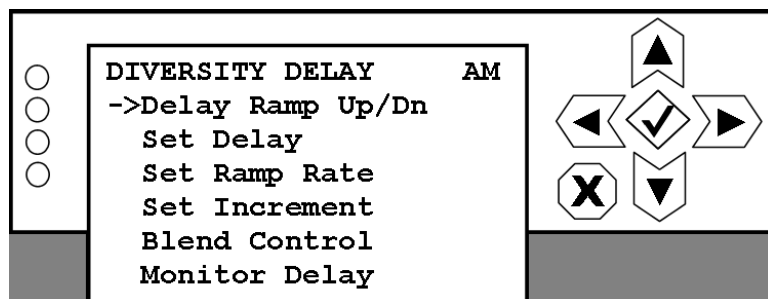 DIVERSITY DELAY AM
->Delay Ramp Up/Dn
Set Delay
Set Ramp Rate
Set Increment
Blend Control
Monitor Delay
X